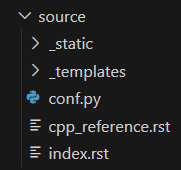 source
_static
_templates
conf.py
cpp_reference.rst
index.rst